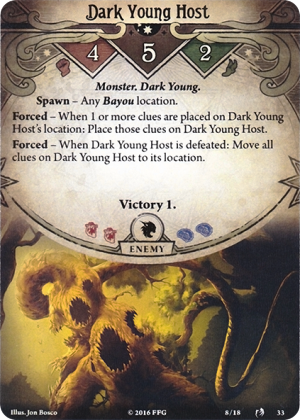 Dark Young Host
4 5 2
Monster. Dark Young.
Spawn – Any Bayou location.
Forced – When 1 or more clues are placed on Dark Young
Host's location: Place those clues on Dark Young Host.
Forced – When Dark Young Host is defeated: Move all
clues on Dark Young Host to its location.
Victory 1.
ENEMY
Illus. Jon Bosco © 2016 FFG 8/18 33